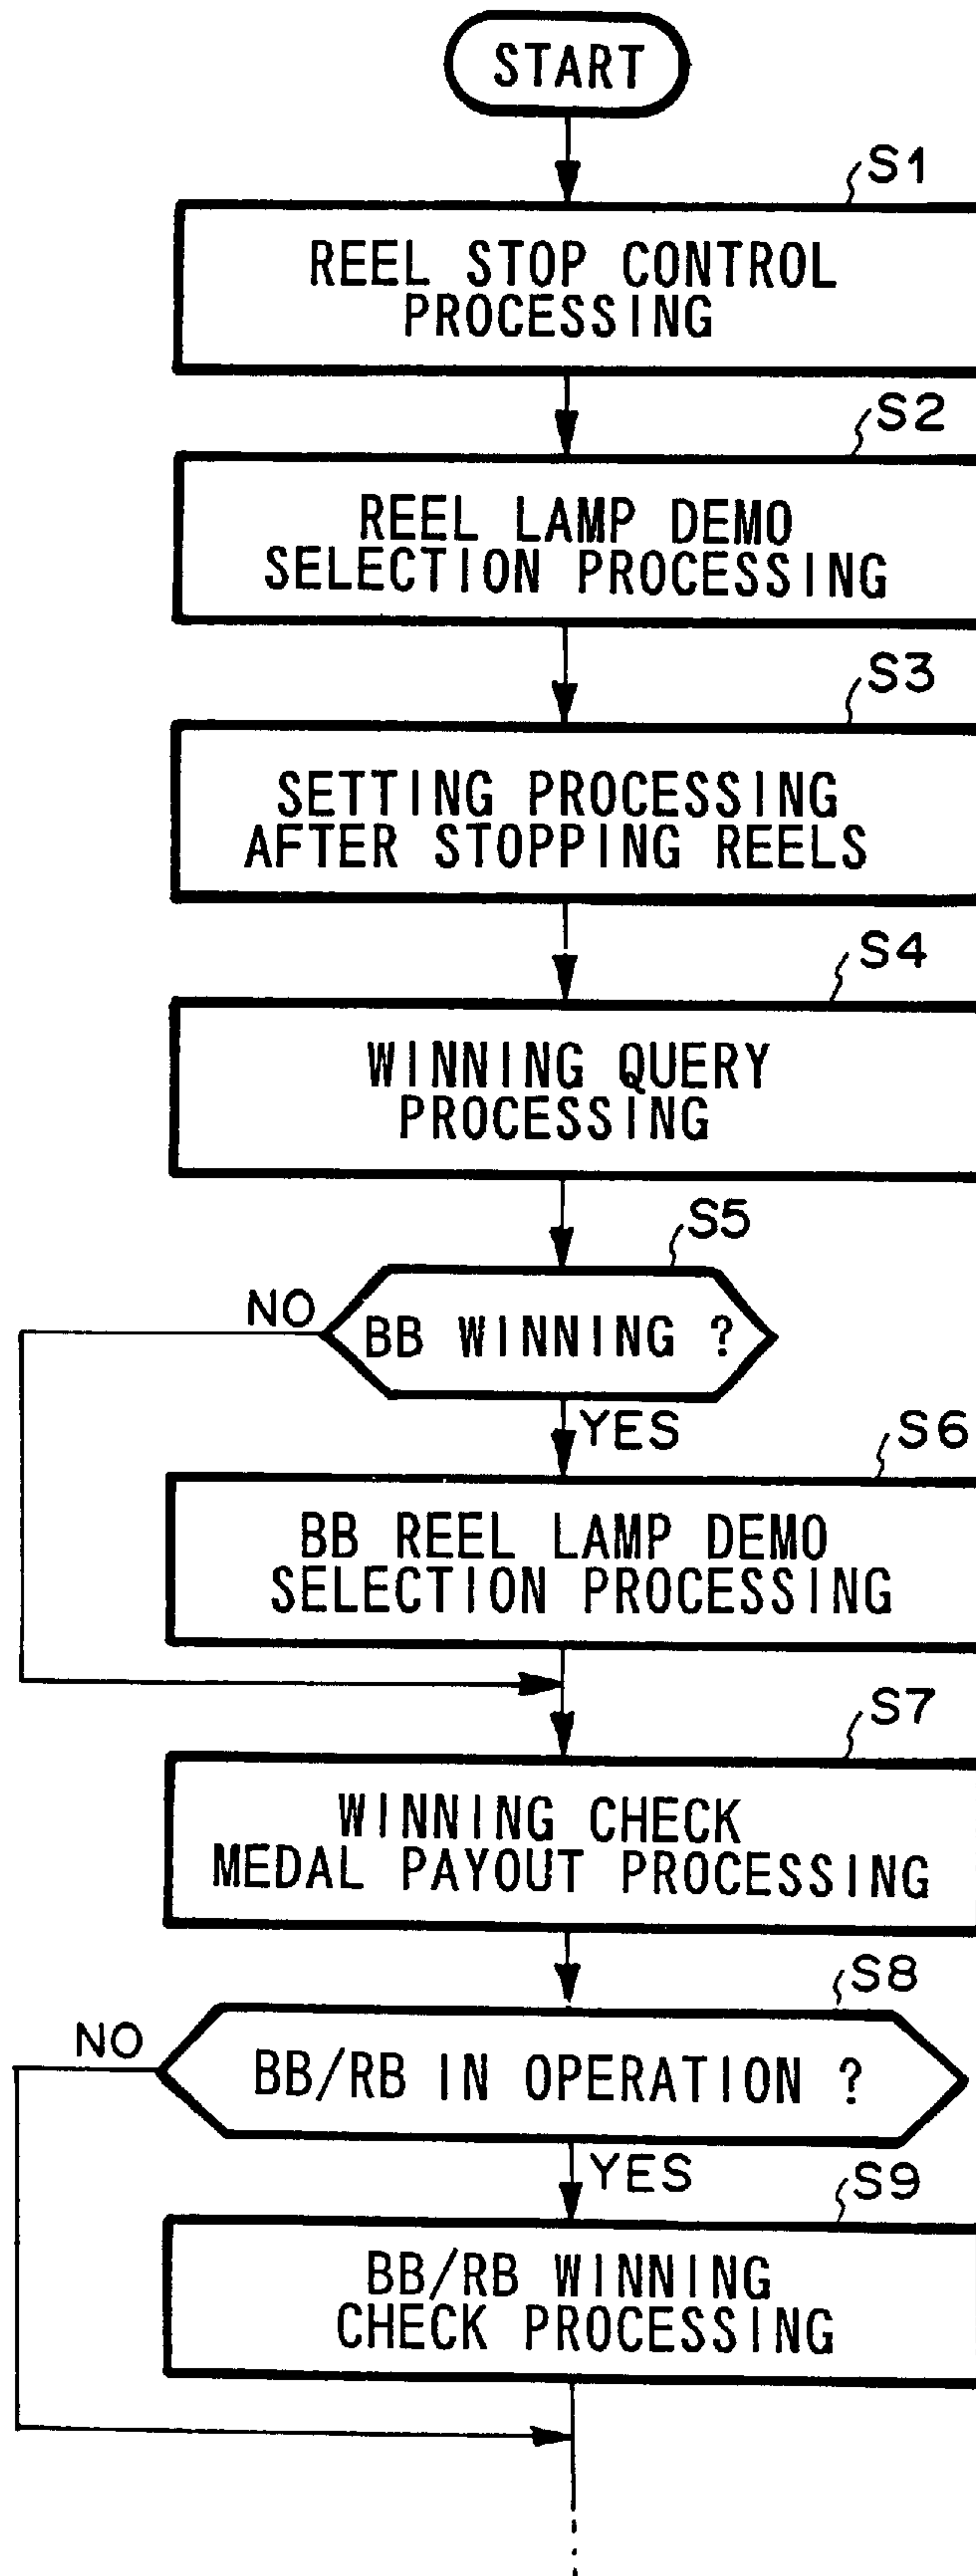 START
S1
REEL STOP CONTROL
PROCESSING
S2
REEL LAMP DEMO
SELECTION PROCESSING
S3
SETTING PROCESSING
AFTER STOPPING REELS
S4
WINNING QUERY
PROCESSING
S5
NO
BB WINNING ?
YES
S6
BB REEL LAMP DEMO
SELECTION PROCESSING
S7
WINNING CHECK
MEDAL PAYOUT PROCESSING
S8
NO
BB/RB IN OPERATION ?
YES
S9
BB/RB WINNING
CHECK PROCESSING